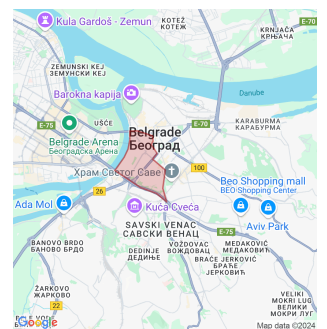 Kula Gardoš - Zemun
КОТЕЖ
KOTEŽ
КРЊАЧА
KRNJAČA
ZEMUNSKI KEJ
ЗЕМУНСКИ КЕЈ
Barokna kapija
E-70
Danube
E-75
UŠĆE
УШЋЕ
KARABURMA
КАРАБУРМА
Belgrade
Београд
Belgrade Arena
Београдска Арена
Храм Светог Саве
100
26
Beo Shopping mall
BEO Shopping Center
Ada Mol
Kuća Cveća
Aviv Park
SAVSKI VENAC
САВСКИ ВЕНАЦ
BANOVO BRDO
БАНОВО БРДО
DEDINJE
ДЕДИЊЕ
VOŽDOVAC
ВОЖДОВАЦ
MEDAKOVIĆ
МЕДАКОВИЋ
BRAĆE JERKOVIĆ
БРАЋЕ
ЈЕРКОВИЋ
ŽARKOVO
ЖАРКОВО
E-75
VELIKI
MOKRI LUG
ВЕЛИКИ
МОКРИ ЛУГ
Google
Map data ©2024